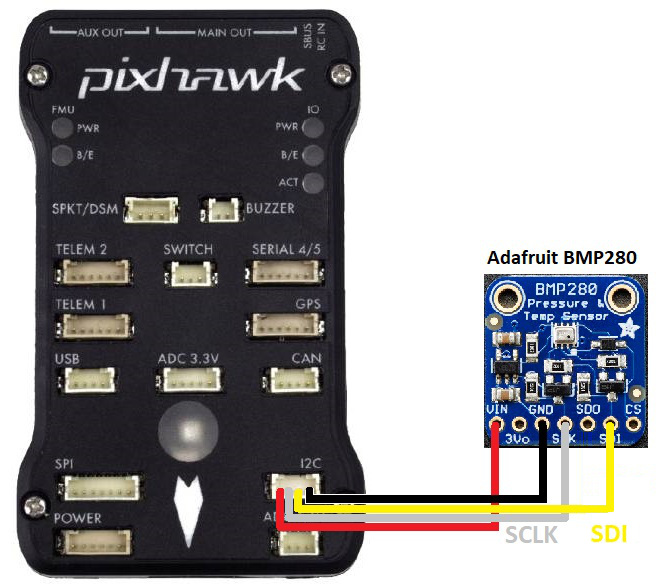 AUX OUT
MAIN OUT
SBUS
RC IN
pixhawk
FMU
IO
PWR
PWR
B/E
B/E
ACT
SPKT/DSM
BUZZER
TELEM 2
SWITCH
SERIAL 4/5
Adafruit BMP280
TELEM 1
GPS
BMP280
Pressure &
Temp Sensor
USB
ADC 3.3V
CAN
VIN
GND
SDO
CS
3Vo
SPI
I2C
POWER
SCLK
SDI